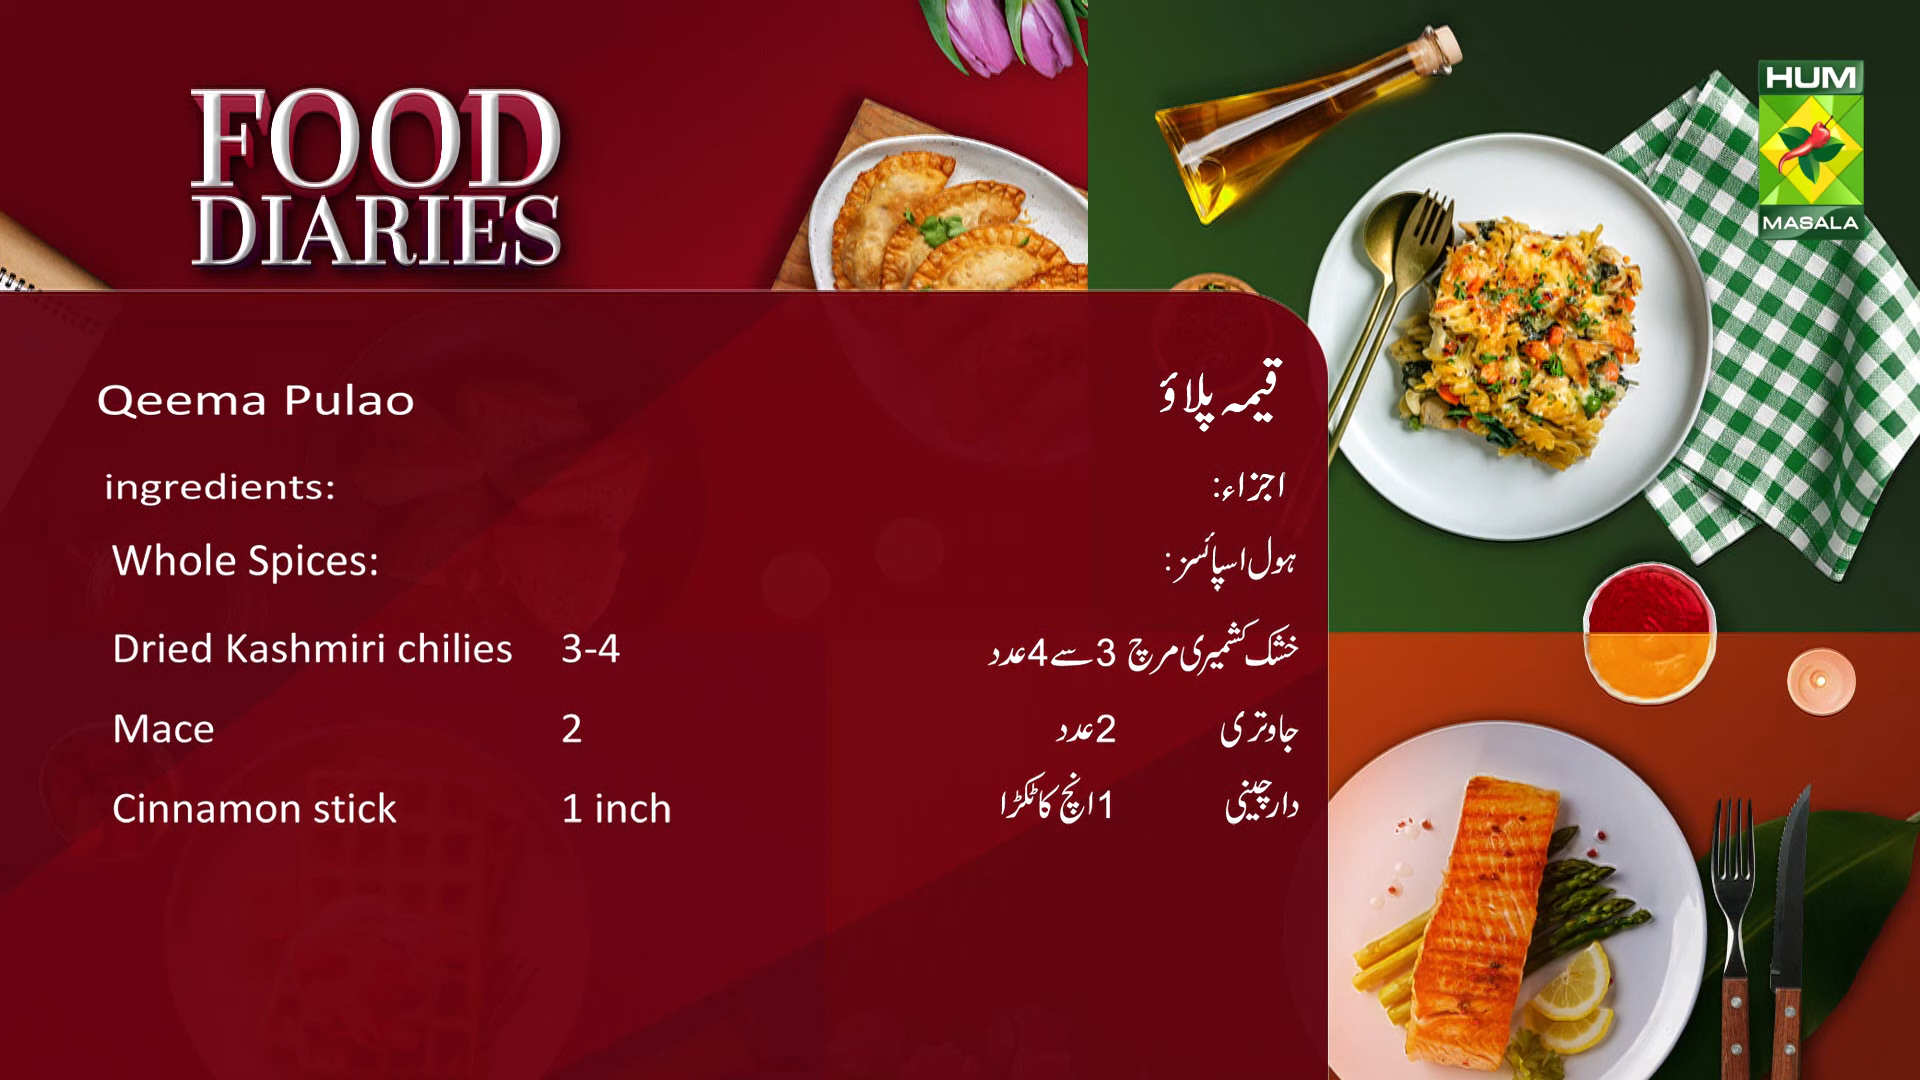 FOOD
DIARIES
HUM
MASALA
Qeema Pulao قیمہ پلاؤ
ingredients: اجزاء:
Whole Spices: ہول اسپائسز:
Dried Kashmiri chilies 3-4 خشک کشمیری مرچ 3 سے 4 عدد
Mace 2 جاوتری 2 عدد
Cinnamon stick 1 inch دار چینی 1 انچ کا ٹکڑا